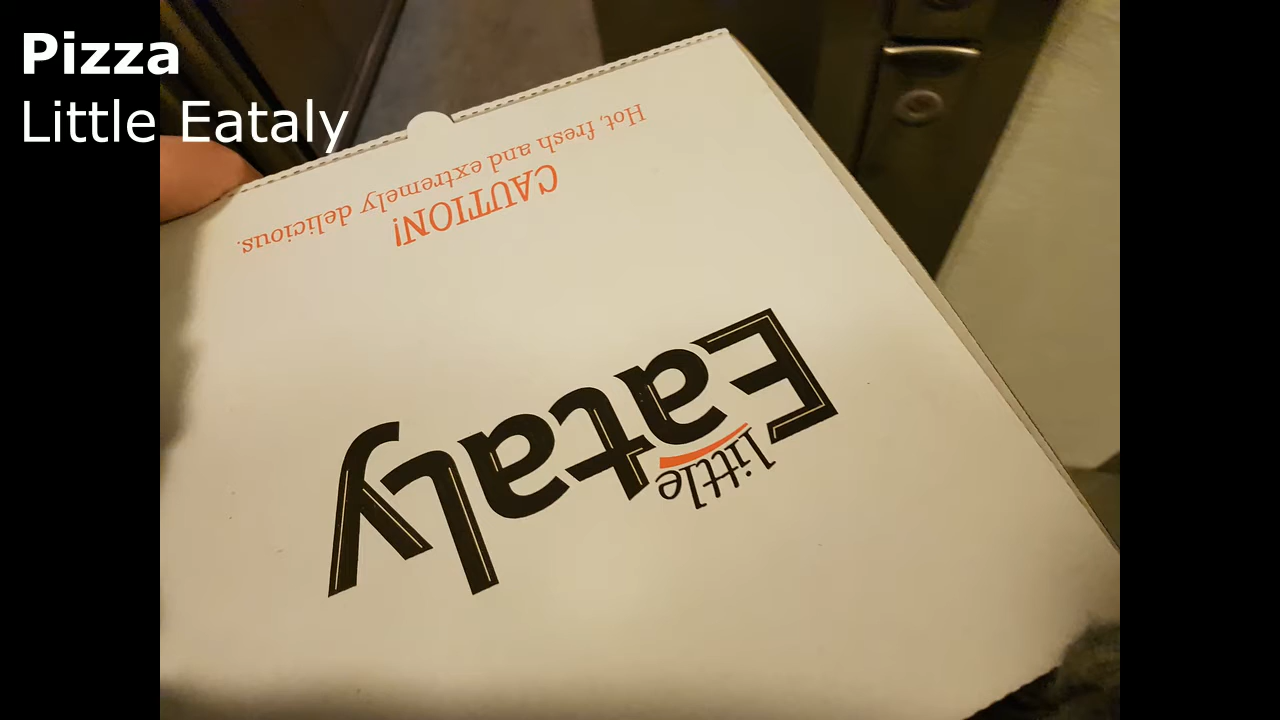 Pizza
Little Eataly
little
Eataly
CAUTION!
Hot, fresh and extremely delicious.